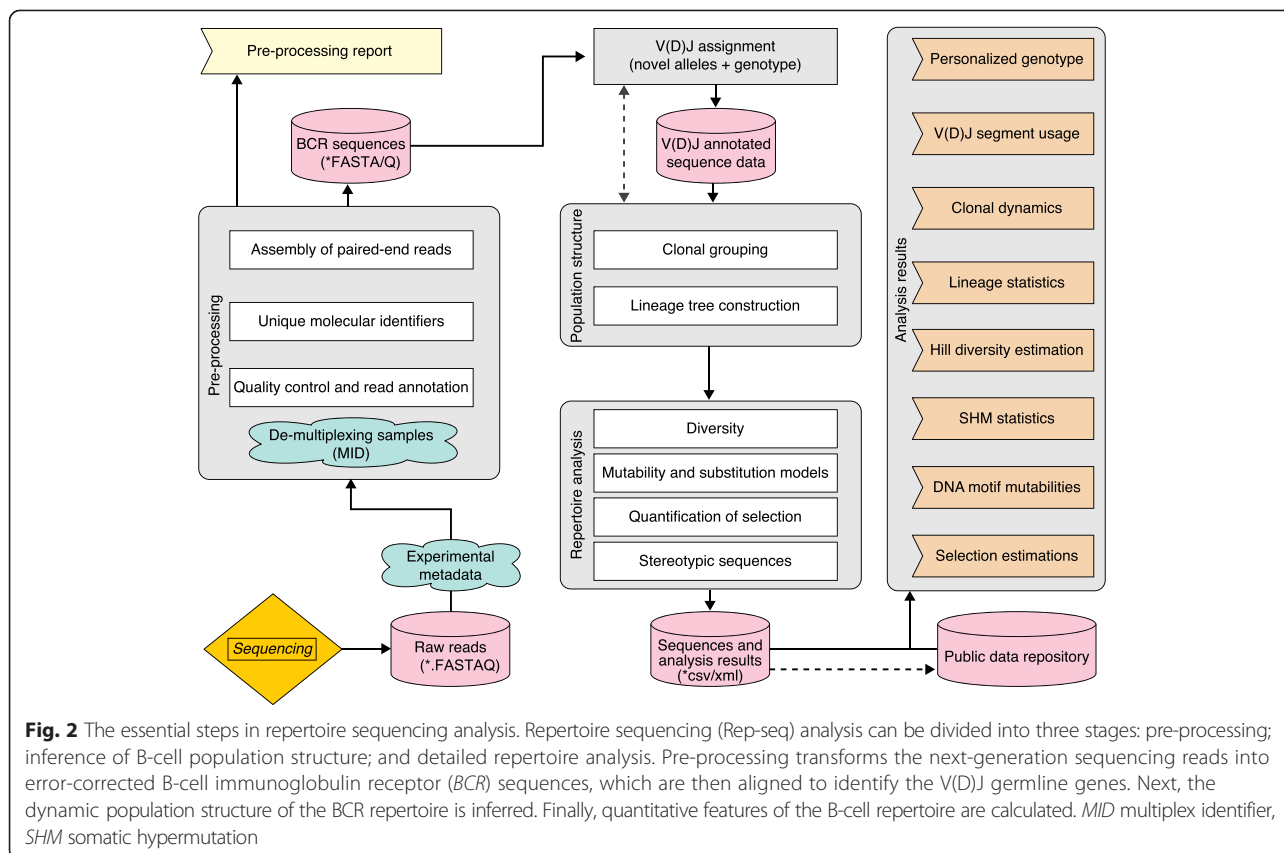 Pre-processing report
BCR sequences
(*FASTA/Q)
Pre-processing
Assembly of paired-end reads
Unique molecular identifiers
Quality control and read annotation
De-multiplexing samples
(MID)
Experimental
metadata
Sequencing
Raw reads
(*.FASTAQ)
V(D)J assignment
(novel alleles + genotype)
V(D)J annotated
sequence data
Population structure
Clonal grouping
Lineage tree construction
Repertoire analysis
Diversity
Mutability and substitution models
Quantification of selection
Stereotypic sequences
Sequences and
analysis results
(*csv/xml)
Analysis results
Personalized genotype
V(D)J segment usage
Clonal dynamics
Lineage statistics
Hill diversity estimation
SHM statistics
DNA motif mutabilities
Selection estimations
Public data repository
Fig. 2 The essential steps in repertoire sequencing analysis. Repertoire sequencing (Rep-seq) analysis can be divided into three stages: pre-processing;
inference of B-cell population structure; and detailed repertoire analysis. Pre-processing transforms the next-generation sequencing reads into
error-corrected B-cell immunoglobulin receptor (BCR) sequences, which are then aligned to identify the V(D)J germline genes. Next, the
dynamic population structure of the BCR repertoire is inferred. Finally, quantitative features of the B-cell repertoire are calculated. MID multiplex identifier,
SHM somatic hypermutation